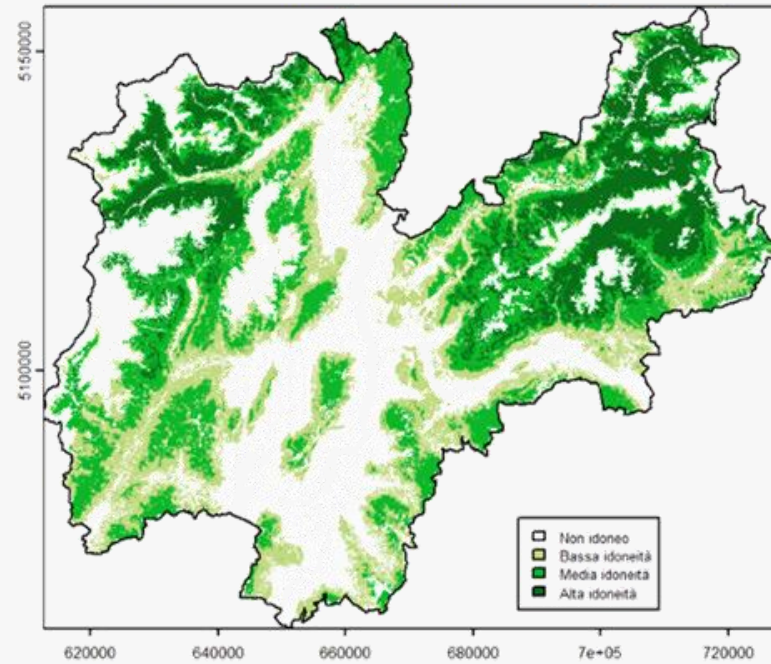 5150000
5100000
Non idoneo
Bassa idoneità
Media idoneità
Alta idoneità
620000 640000 660000 680000 7e+05 720000